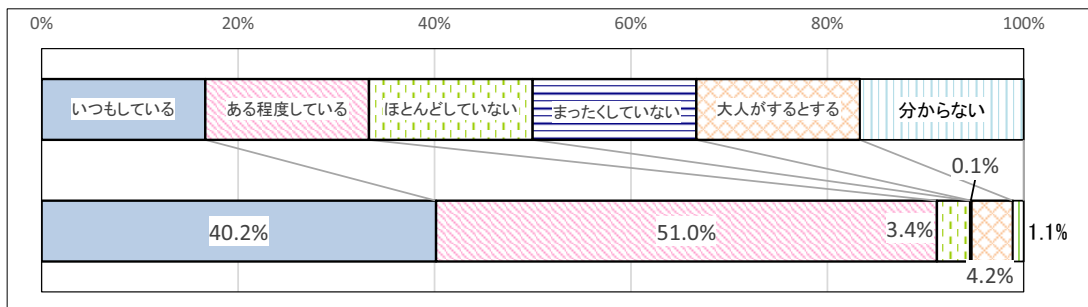 0% 20% 40% 60% 80% 100%
いつもしている ある程度している ほとんどしていない まったくしていない 大人がするとする 分からない
0.1%
40.2% 51.0% 3.4% 1.1%
4.2%